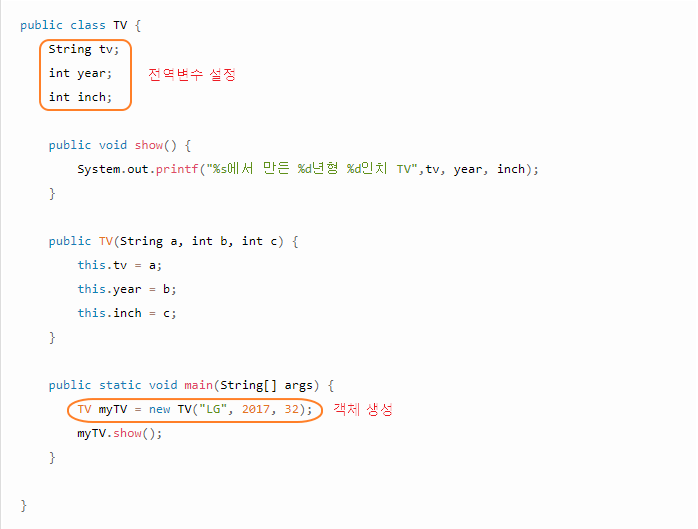 public class TV {
String tv;
int year;
int inch;
전역변수 설정
public void show() {
System.out.printf("%s에서 만든 %d년형 %d인치 TV",tv, year, inch);
}
public TV(String a, int b, int c) {
this.tv = a;
this.year = b;
this.inch = c;
}
public static void main(String[] args) {
TV myTV = new TV("LG", 2017, 32); 객체 생성
myTV.show();
}
}